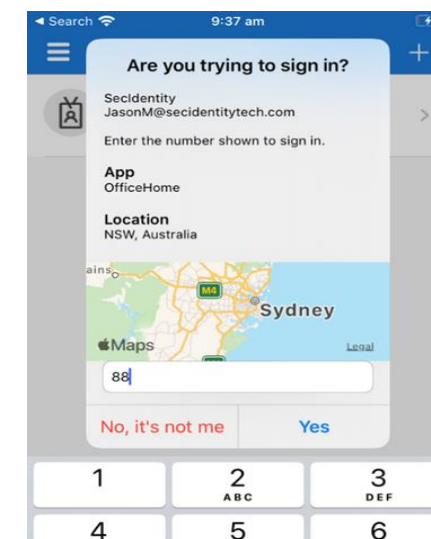 Search
9:37 am
Are you trying to sign in?
SecIdentity
JasonM@secidentitytech.com
Enter the number shown to sign in.
App
OfficeHome
Location
NSW, Australia
ains
M4
Sydney
Maps
Legal
88
No, it's not me
Yes
1
2
ABC
3
DEF
4
5
6